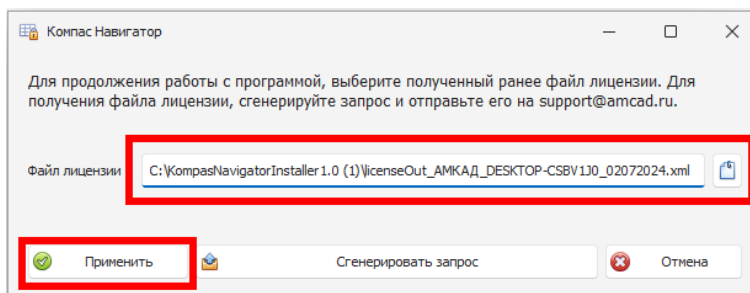 Компас Навигатор
Для продолжения работы с программой, выберите полученный ранее файл лицензии. Для
получения файла лицензии, сгенерируйте запрос и отправьте его на support@amcad.ru.
Файл лицензии C:\KompasNavigatorInstaller1.0 (1)\licenseOut_АМКАД_DESKTOP-CSBV1J0_02072024.xml
Применить Сгенерировать запрос Отмена